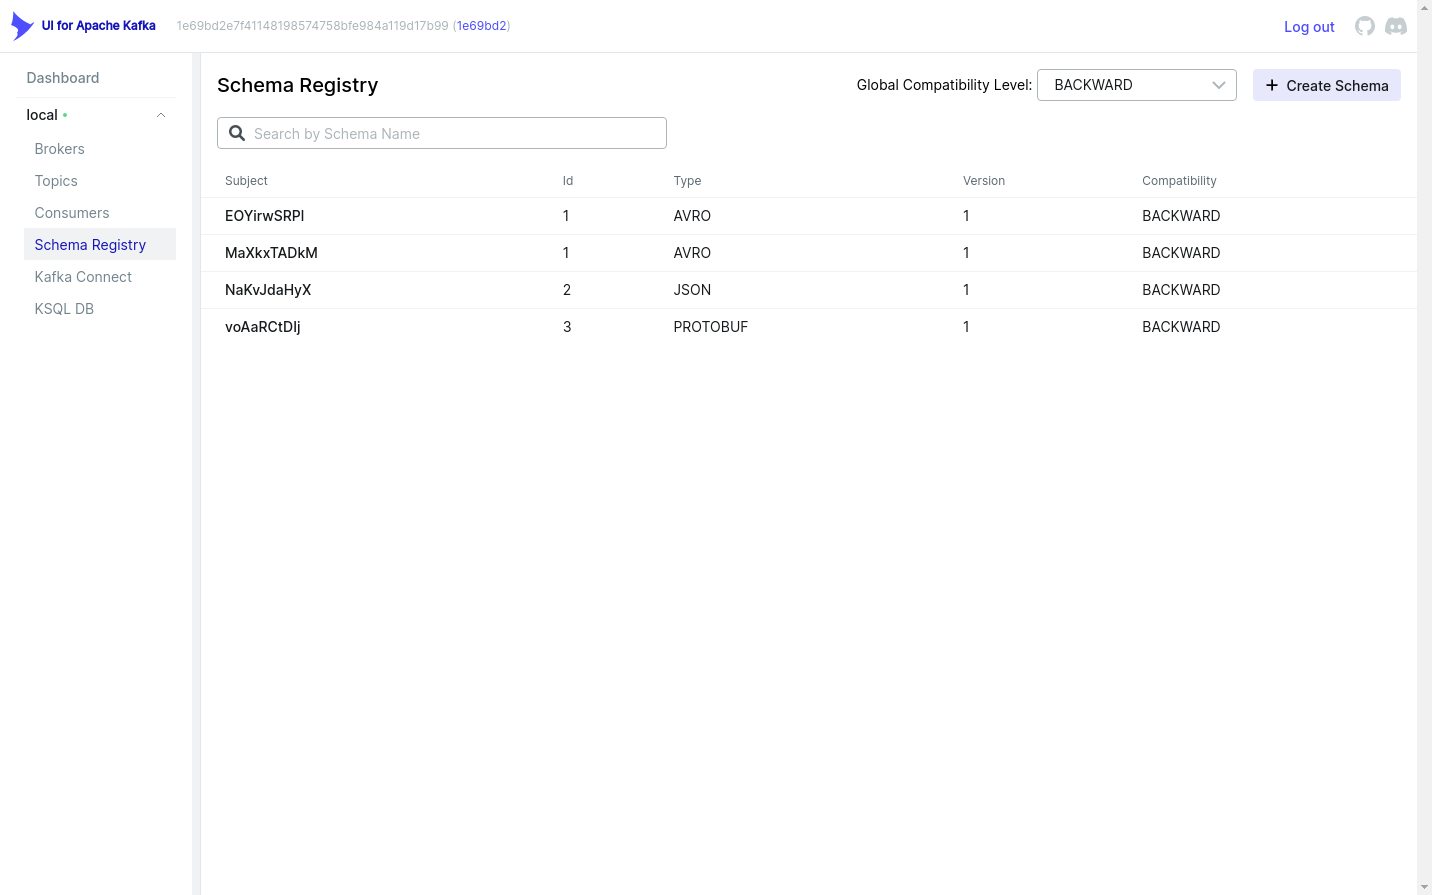 UI for Apache Kafka 1e69bd2e7f41148198574758bfe984a119d17b99 (1e69bd2) Log out
Dashboard
local
Brokers
Topics
Consumers
Schema Registry
Kafka Connect
KSQL DB
Schema Registry Global Compatibility Level: BACKWARD Create Schema
Search by Schema Name
Subject Id Type Version Compatibility
EOYirwSRPI 1 AVRO 1 BACKWARD
MaXkxTADkM 1 AVRO 1 BACKWARD
NaKvJdaHyX 2 JSON 1 BACKWARD
voAaRCtDIj 3 PROTOBUF 1 BACKWARD